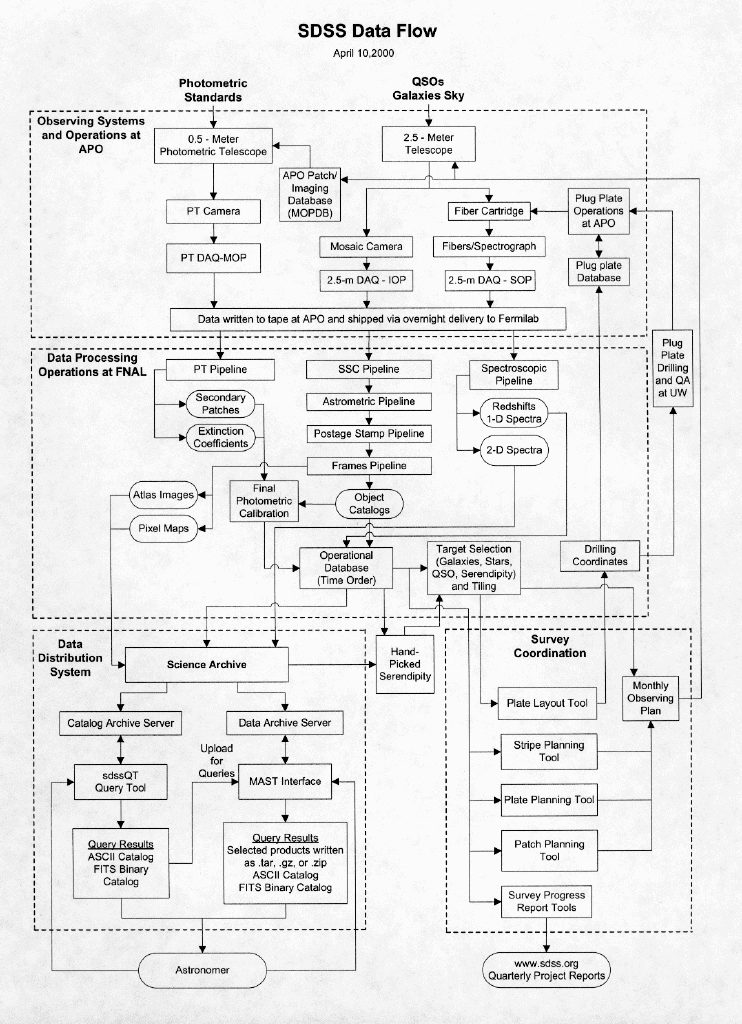 SDSS Data Flow
April 10,2000
Photometric
Standards
QSOs
Galaxies Sky
Observing Systems
and Operations at
APO
0.5 - Meter
Photometric Telescope
2.5 - Meter
Telescope
APO Patch/
Imaging
Database
(MOPDB)
PT Camera
Fiber Cartridge
Plug Plate
Operations
at APO
Mosaic Camera
Fibers/Spectrograph
PT DAQ-MOP
Plug plate
Database
2.5-m DAQ - IOP
2.5-m DAQ - SOP
Data written to tape at APO and shipped via overnight delivery to Fermilab
Plug
Plate
Drilling
and QA
at UW
Data Processing
Operations at FNAL
PT Pipeline
SSC Pipeline
Spectroscopic
Pipeline
Secondary
Patches
Astrometric Pipeline
Redshifts
1-D Spectra
Extinction
Coefficients
Postage Stamp Pipeline
2-D Spectra
Frames Pipeline
Atlas Images
Final
Photometric
Calibration
Object
Catalogs
Pixel Maps
Operational
Database
(Time Order)
Target Selection
(Galaxies, Stars,
QSO, Serendipity)
and Tiling
Drilling
Coordinates
Data
Distribution
System
Science Archive
Hand-
Picked
Serendipity
Survey
Coordination
Monthly
Observing
Plan
Plate Layout Tool
Catalog Archive Server
Data Archive Server
Stripe Planning
Tool
Upload
for
Queries
sdssQT
Query Tool
MAST Interface
Plate Planning Tool
Query Results
ASCII Catalog
FITS Binary
Catalog
Query Results
Selected products written
as .tar, .gz, or .zip
ASCII Catalog
FITS Binary Catalog
Patch Planning
Tool
Survey Progress
Report Tools
Astronomer
www.sdss.org
Quarterly Project Reports